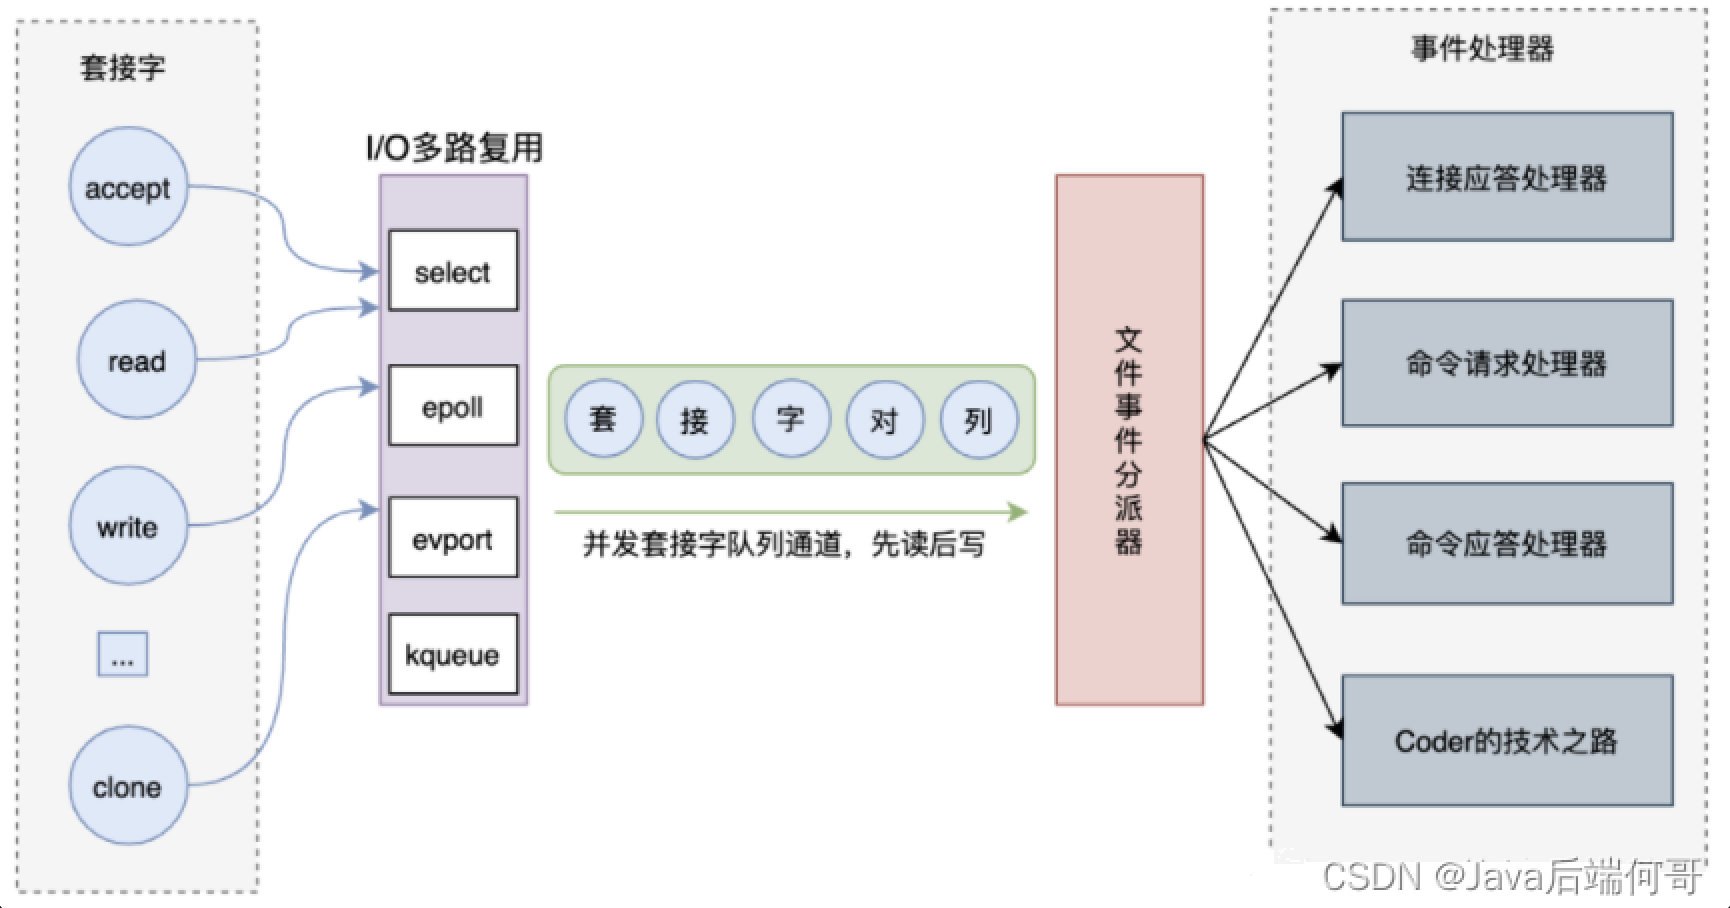 套接字
accept
read
write
...
clone
I/O多路复用
select
epoll
evport
kqueue
套接字对列
并发套接字队列通道，先读后写
文件事件分派器
事件处理器
连接应答处理器
命令请求处理器
命令应答处理器
Coder的技术之路
CSDN @Java后端何哥